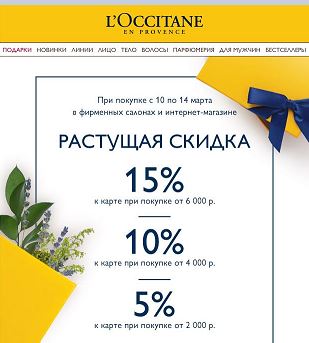 L'OCCITANE
EN PROVENCE
ПОДАРКИ НОВИНКИ ЛИНИИ ЛИЦО ТЕЛО ВОЛОСЫ ПАРФЮМЕРИЯ ДЛЯ МУЖЧИН БЕСТСЕЛЛЕРЫ
При покупке с 10 по 14 марта
в фирменных салонах и интернет-магазине
РАСТУЩАЯ СКИДКА
15%
к карте при покупке от 6 000 р.
10%
к карте при покупке от 4 000 р.
5%
к карте при покупке от 2 000 р.